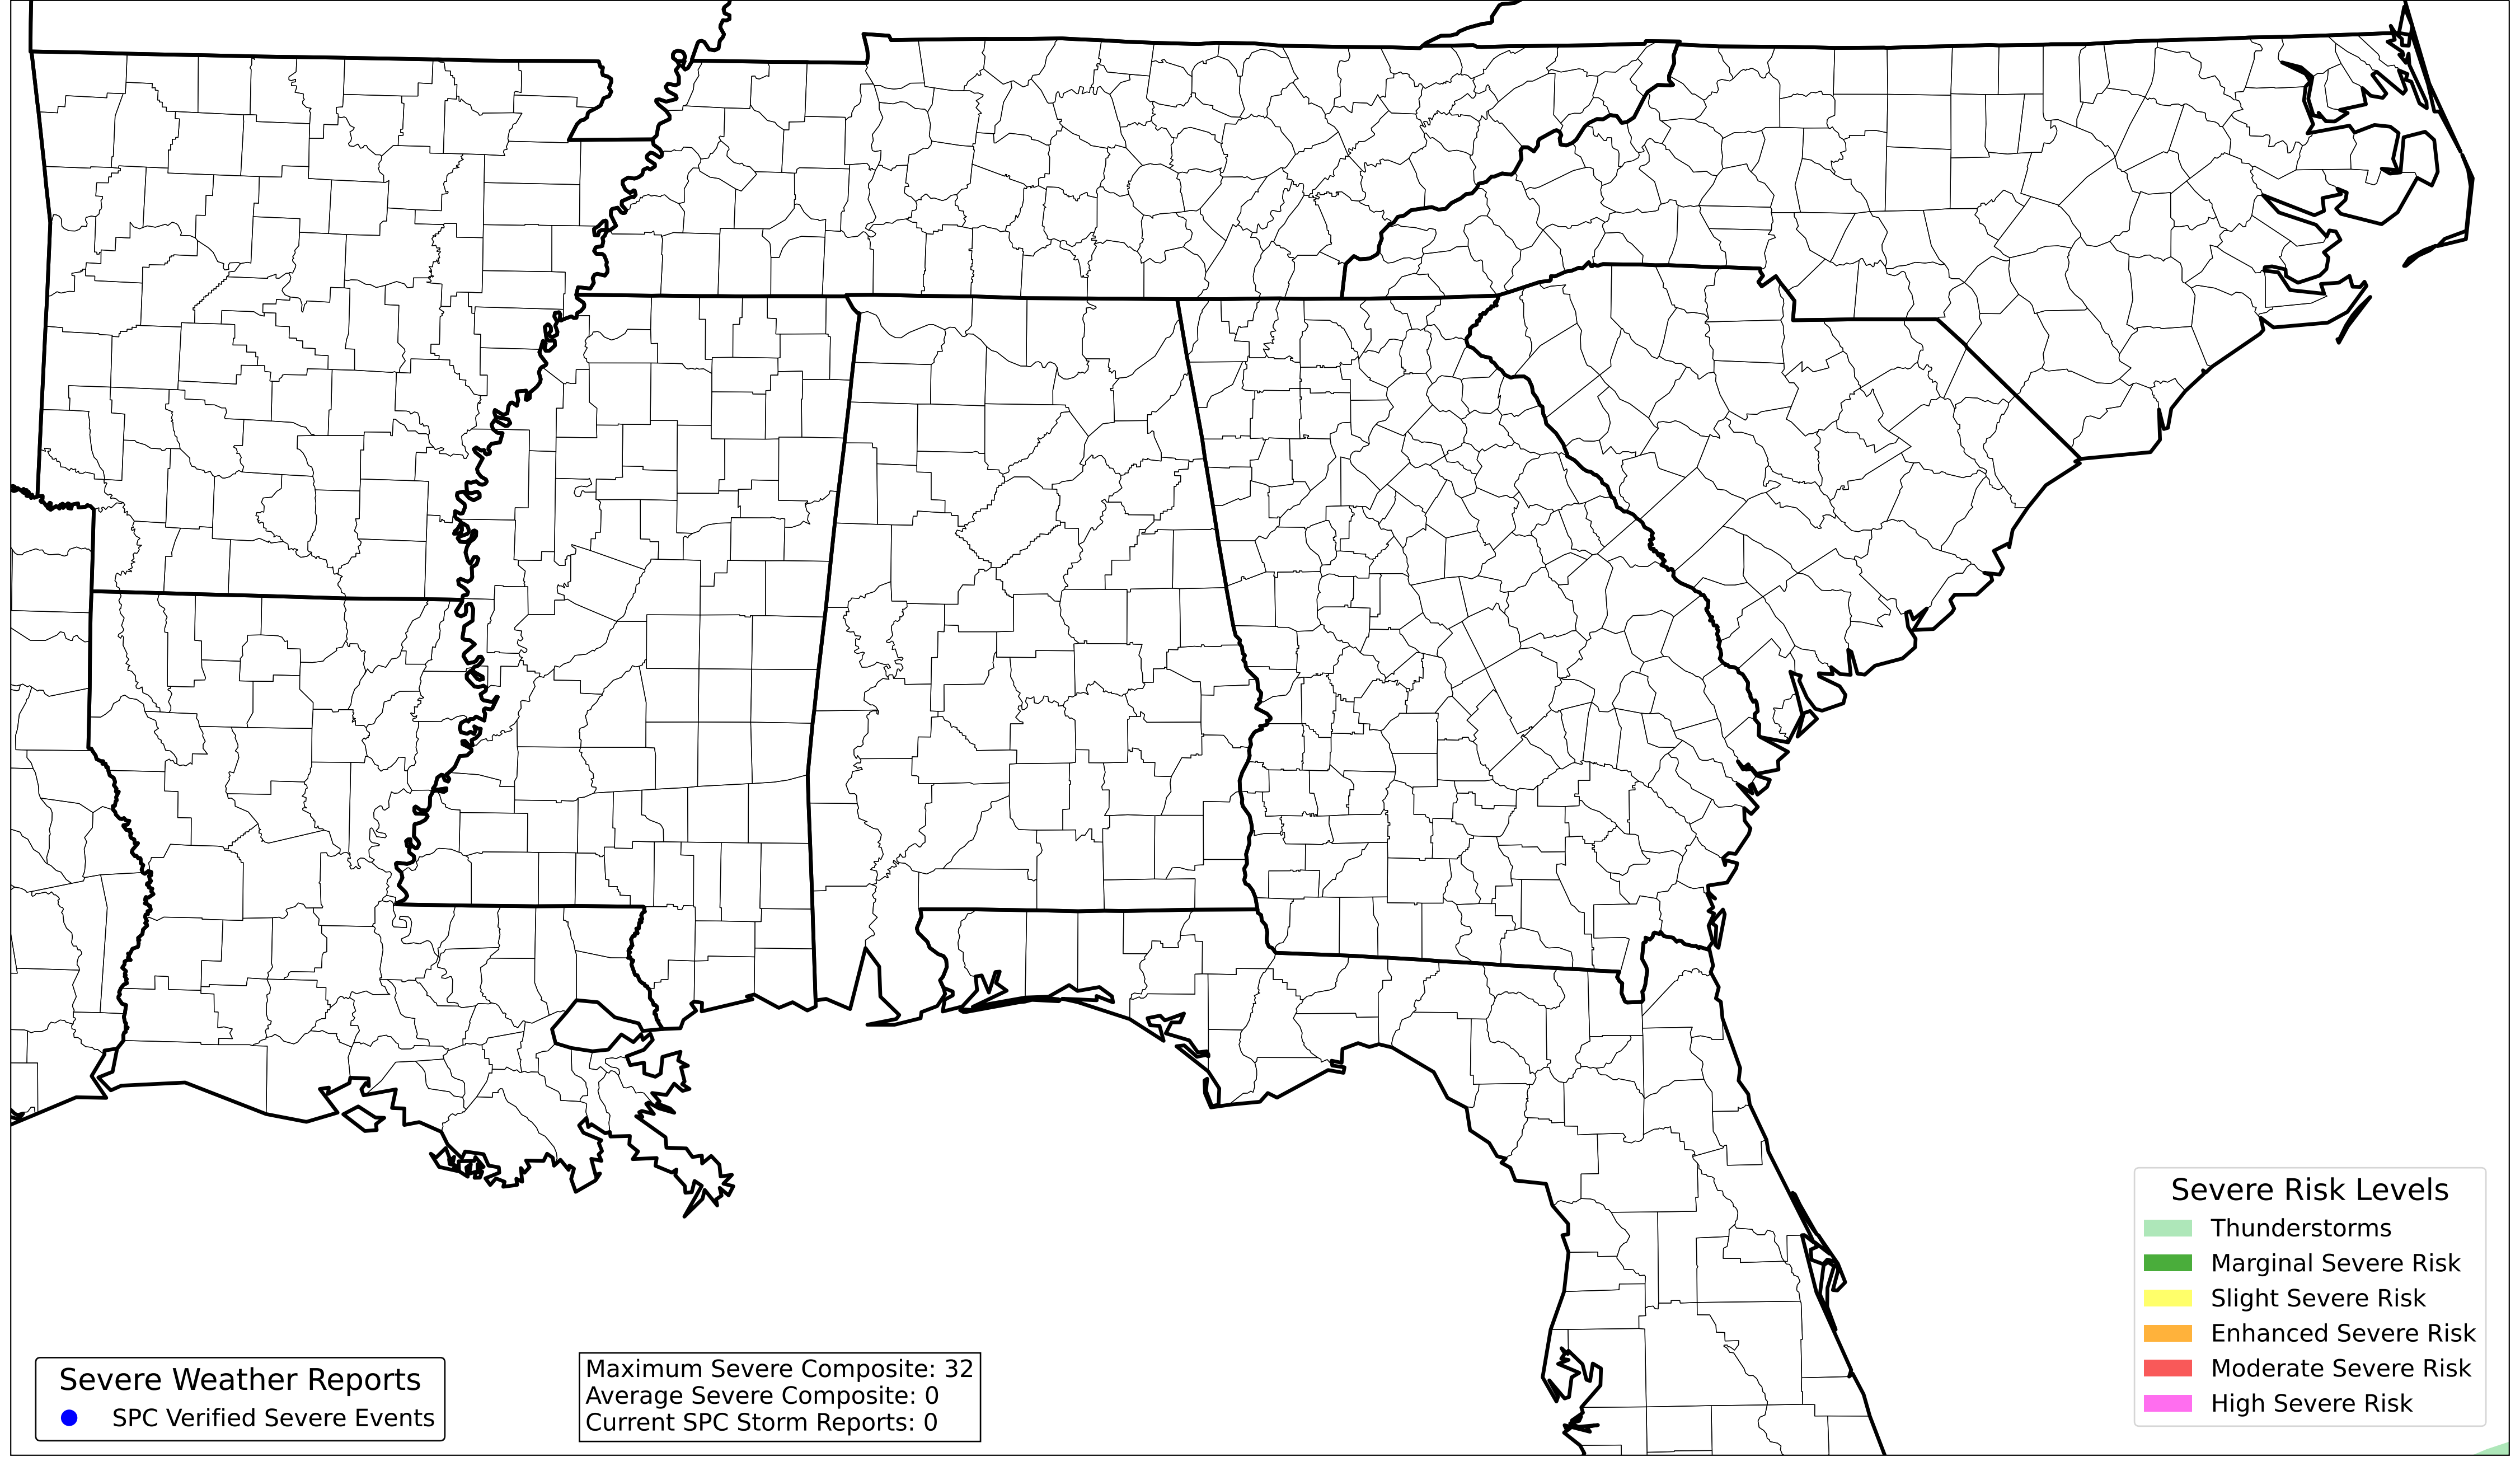 Severe Risk Levels
Thunderstorms
Marginal Severe Risk
Slight Severe Risk
Enhanced Severe Risk
Moderate Severe Risk
High Severe Risk
Severe Weather Reports
SPC Verified Severe Events
Maximum Severe Composite: 32
Average Severe Composite: 0
Current SPC Storm Reports: 0